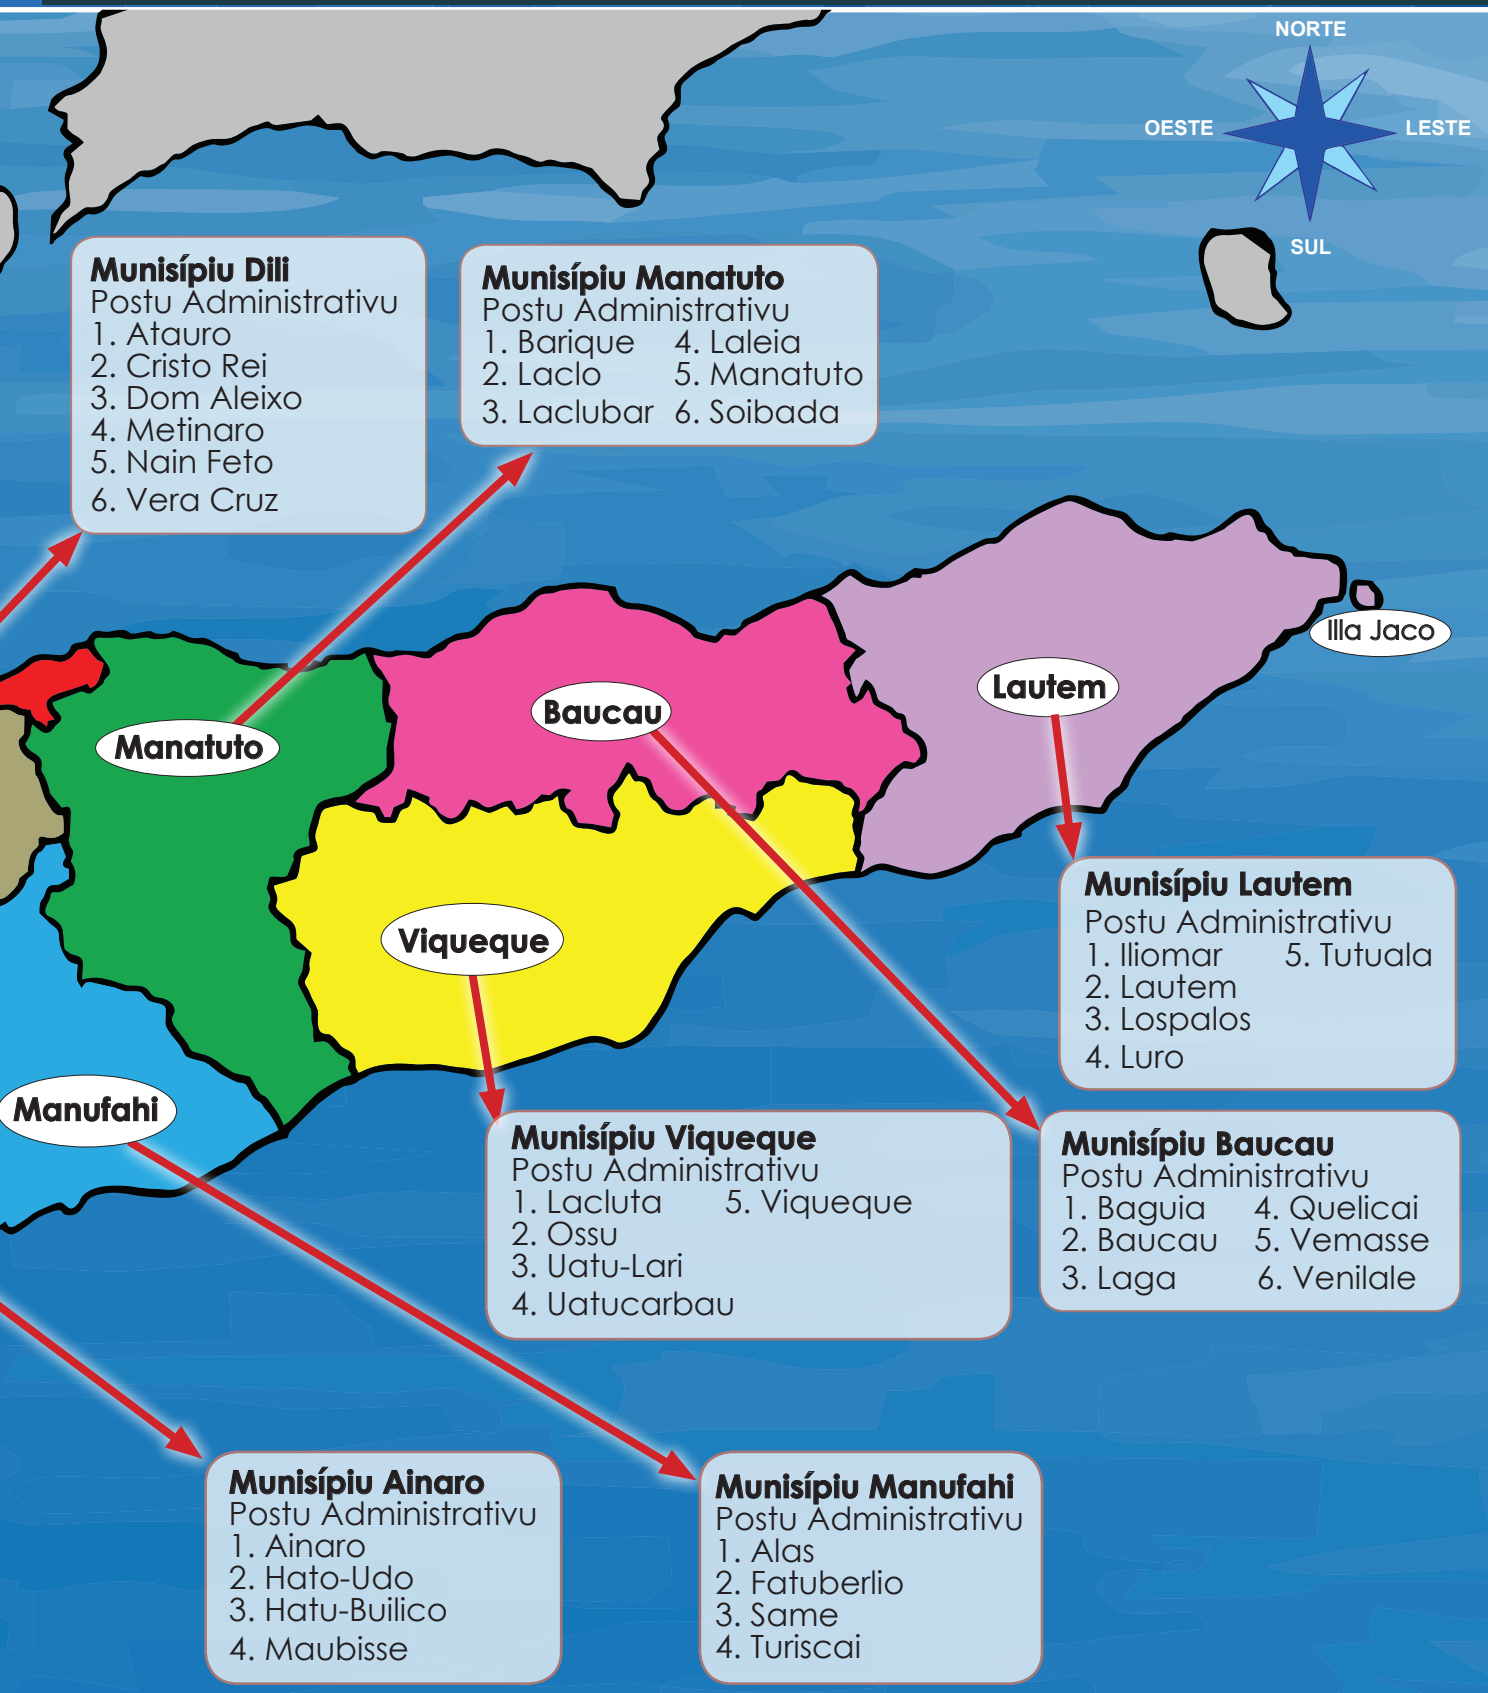 NORTE
OESTE
LESTE
SUL
Munisípiu Dili
Postu Administrativu
1. Atauro
2. Cristo Rei
3. Dom Aleixo
4. Metinaro
5. Nain Feto
6. Vera Cruz
Munisípiu Manatuto
Postu Administrativu
1. Barique 4. Laleia
2. Laclo 5. Manatuto
3. Laclubar 6. Soibada
Illa Jaco
Lautem
Baucau
Manatuto
Viqueque
Manufahi
Munisípiu Lautem
Postu Administrativu
1. Iliomar 5. Tutuala
2. Lautem
3. Lospalos
4. Luro
Munisípiu Viqueque
Postu Administrativu
1. Lacluta 5. Viqueque
2. Ossu
3. Uatu-Lari
4. Uatucarbau
Munisípiu Baucau
Postu Administrativu
1. Baguia 4. Quelicai
2. Baucau 5. Vemasse
3. Laga 6. Venilale
Munisípiu Ainaro
Postu Administrativu
1. Ainaro
2. Hato-Udo
3. Hatu-Builico
4. Maubisse
Munisípiu Manufahi
Postu Administrativu
1. Alas
2. Fatuberlio
3. Same
4. Turiscai